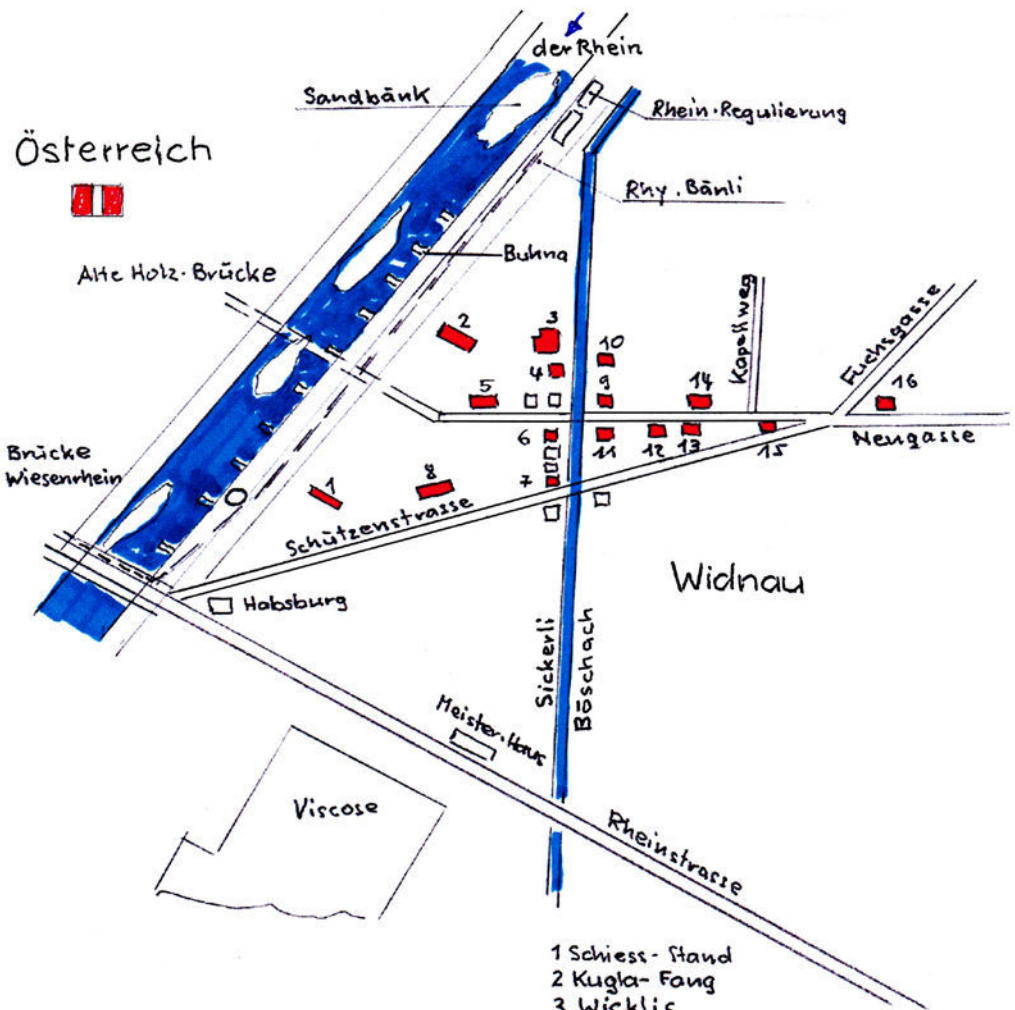 der Rhein
Sandbänk
Rhein-Regulierung
Österreich
Rhy-Bänli
Buhna
Alte Holz-Brücke
Kapellweg
Fuchsgasse
2
3
10
4
5
9
14
16
6
11
12
13
15
Neugasse
Brücke
Wiesenrhein
1
8
7
Schützenstrasse
Widnau
Habsburg
Sickerli
Böschach
Meister-Haus
Viscose
Rheinstrasse
1 Schiess-Stand
2 Kugla-Fang
3 Wicklis